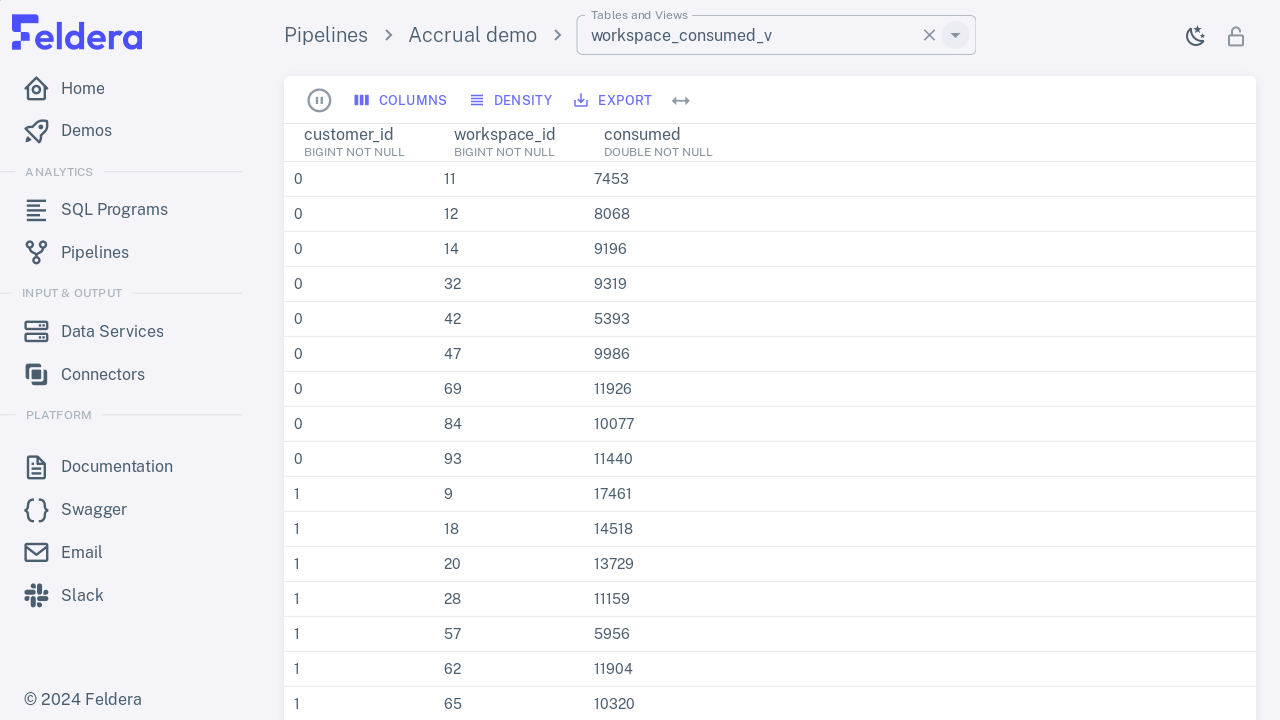 Feldera
Home
Demos
ANALYTICS
SQL Programs
Pipelines
INPUT & OUTPUT
Data Services
Connectors
PLATFORM
Documentation
Swagger
Email
Slack
© 2024 Feldera
Pipelines > Accrual demo >
Tables and Views
workspace_consumed_v
COLUMNS DENSITY EXPORT
customer_id workspace_id consumed
BIGINT NOT NULL BIGINT NOT NULL DOUBLE NOT NULL
0 11 7453
0 12 8068
0 14 9196
0 32 9319
0 42 5393
0 47 9986
0 69 11926
0 84 10077
0 93 11440
1 9 17461
1 18 14518
1 20 13729
1 28 11159
1 57 5956
1 62 11904
1 65 10320